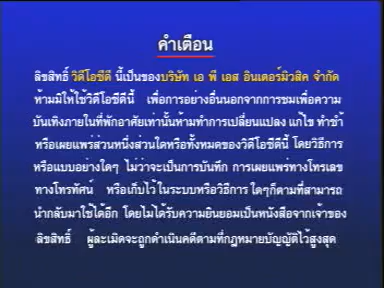 คำเตือน
ลิขสิทธิ์ วิดีโอซีดี นี้เป็นของบริษัท เอ พี เอส อินเตอร์มิวสิค จำกัด
ห้ามมิให้ใช้วิดีโอซีดีนี้ เพื่อการอย่างอื่นนอกจากการชมเพื่อความ
บันเทิงภายในที่พักอาศัยเท่านั้นห้ามทำการเปลี่ยนแปลง แก้ไข ทำซ้ำ
หรือเผยแพร่ส่วนหนึ่งส่วนใดหรือทั้งหมดของวิดีโอซีดีนี้ โดยวิธีการ
หรือแบบอย่างใดๆ ไม่ว่าจะเป็นการบันทึก การเผยแพร่ทางโทรเลข
ทางโทรทัศน์ หรือเก็บไว้ในระบบหรือวิธีการ ใดๆก็ตามที่สามารถ
นำกลับมาใช้ได้อีก โดยไม่ได้รับความยินยอมเป็นหนังสือจากเจ้าของ
ลิขสิทธิ์ ผู้ละเมิดจะถูกดำเนินคดีตามที่กฎหมายบัญญัติไว้สูงสุด